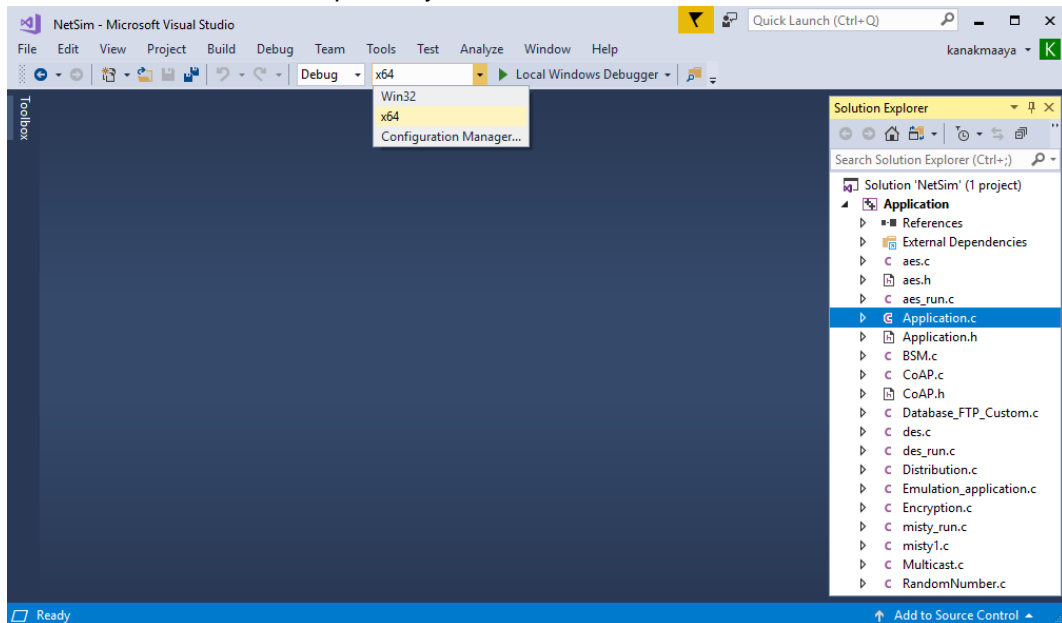 NetSim - Microsoft Visual Studio
Quick Launch (Ctrl+Q)
File Edit View Project Build Debug Team Tools Test Analyze Window Help
kanakmaaya K
Debug x64 Local Windows Debugger
Win32
x64
Configuration Manager...
Toolbox
Solution Explorer
Search Solution Explorer (Ctrl+;)
Solution 'NetSim' (1 project)
Application
References
External Dependencies
aes.c
aes.h
aes_run.c
Application.c
Application.h
BSM.c
CoAP.c
CoAP.h
Database_FTP_Custom.c
des.c
des_run.c
Distribution.c
Emulation_application.c
Encryption.c
misty_run.c
misty1.c
Multicast.c
RandomNumber.c
Ready
Add to Source Control